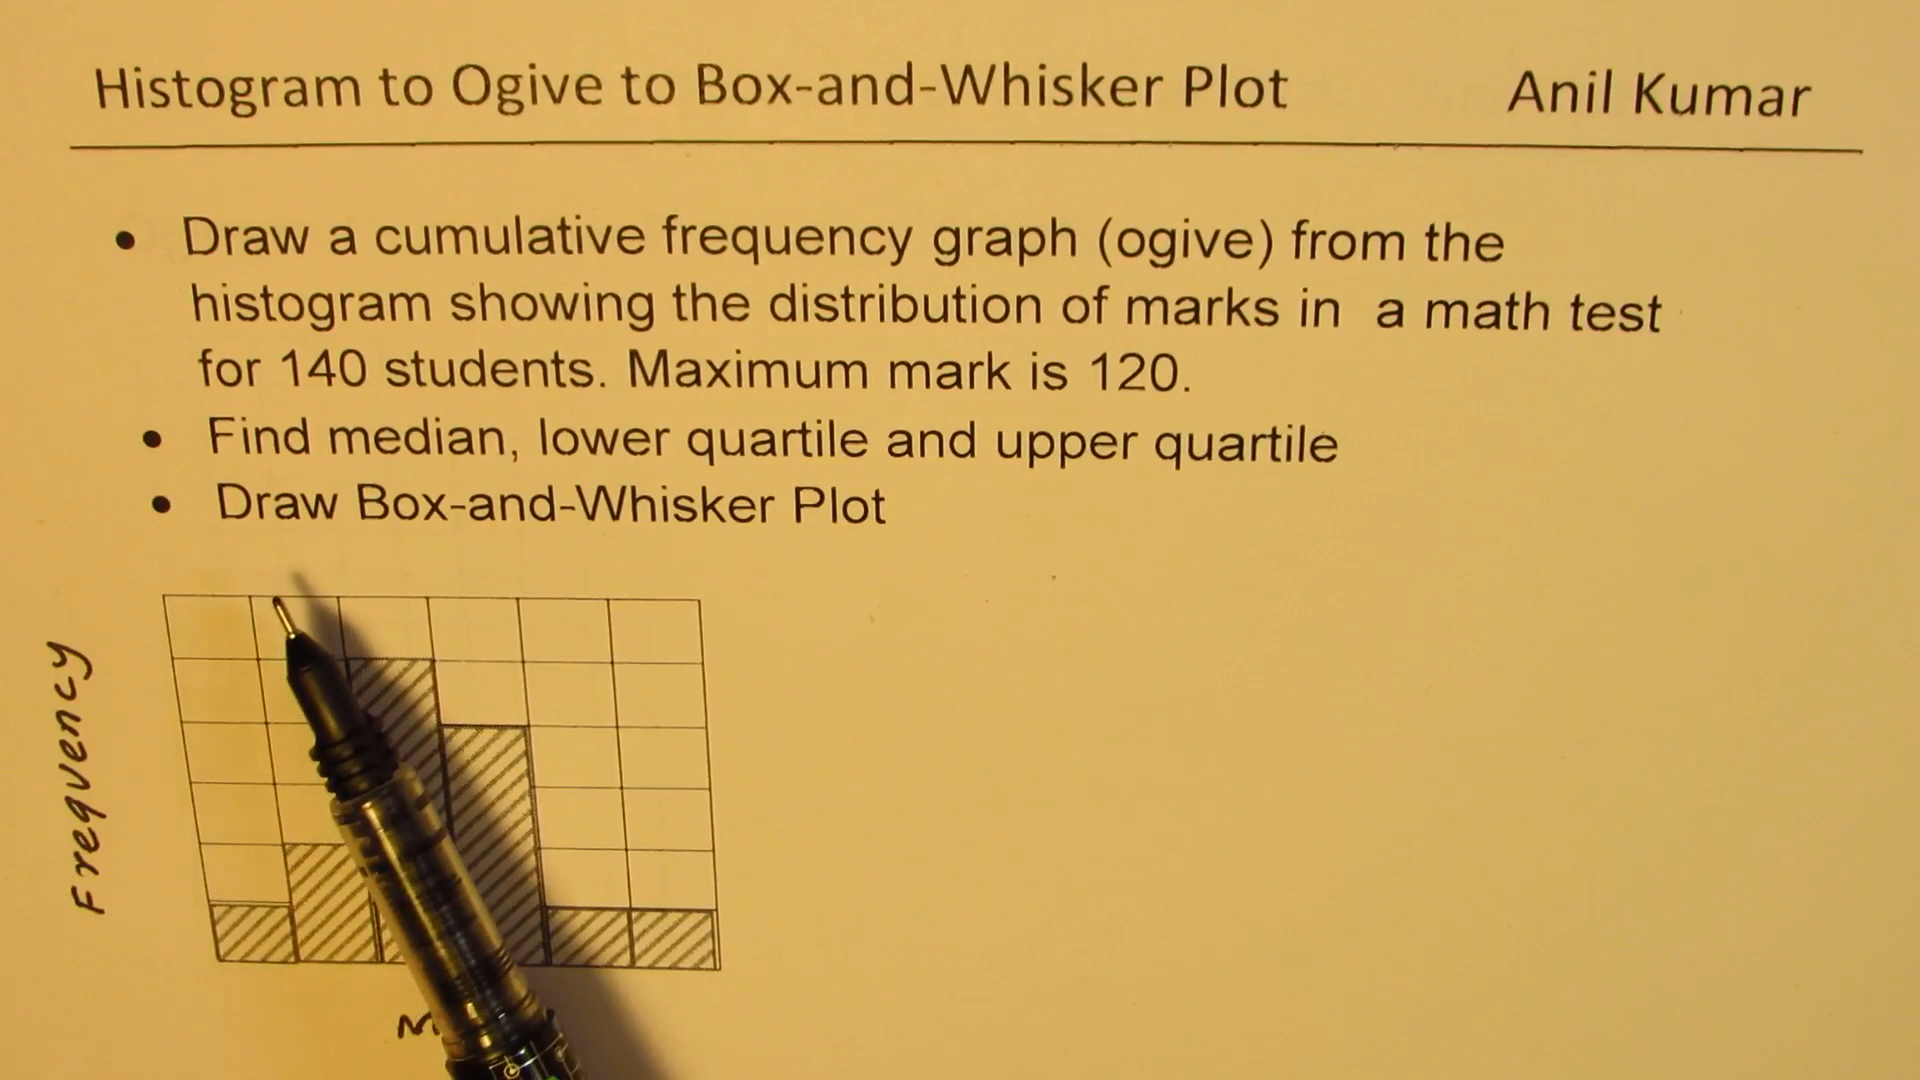 Histogram to Ogive to Box-and-Whisker Plot Anil Kumar
• Draw a cumulative frequency graph (ogive) from the
histogram showing the distribution of marks in a math test
for 140 students. Maximum mark is 120.
• Find median, lower quartile and upper quartile
• Draw Box-and-Whisker Plot
Frequency